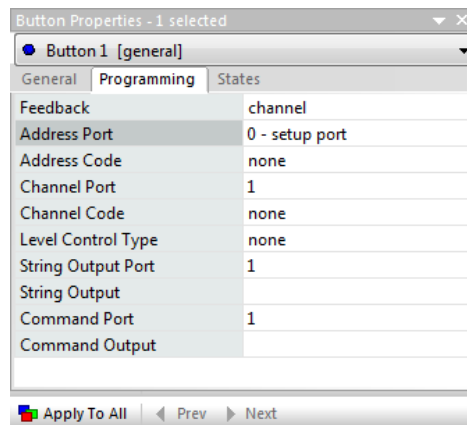 Button Properties - 1 selected
Button 1 [general]
General Programming States
Feedback channel
Address Port 0 - setup port
Address Code none
Channel Port 1
Channel Code none
Level Control Type none
String Output Port 1
String Output
Command Port 1
Command Output
Apply To All Prev Next